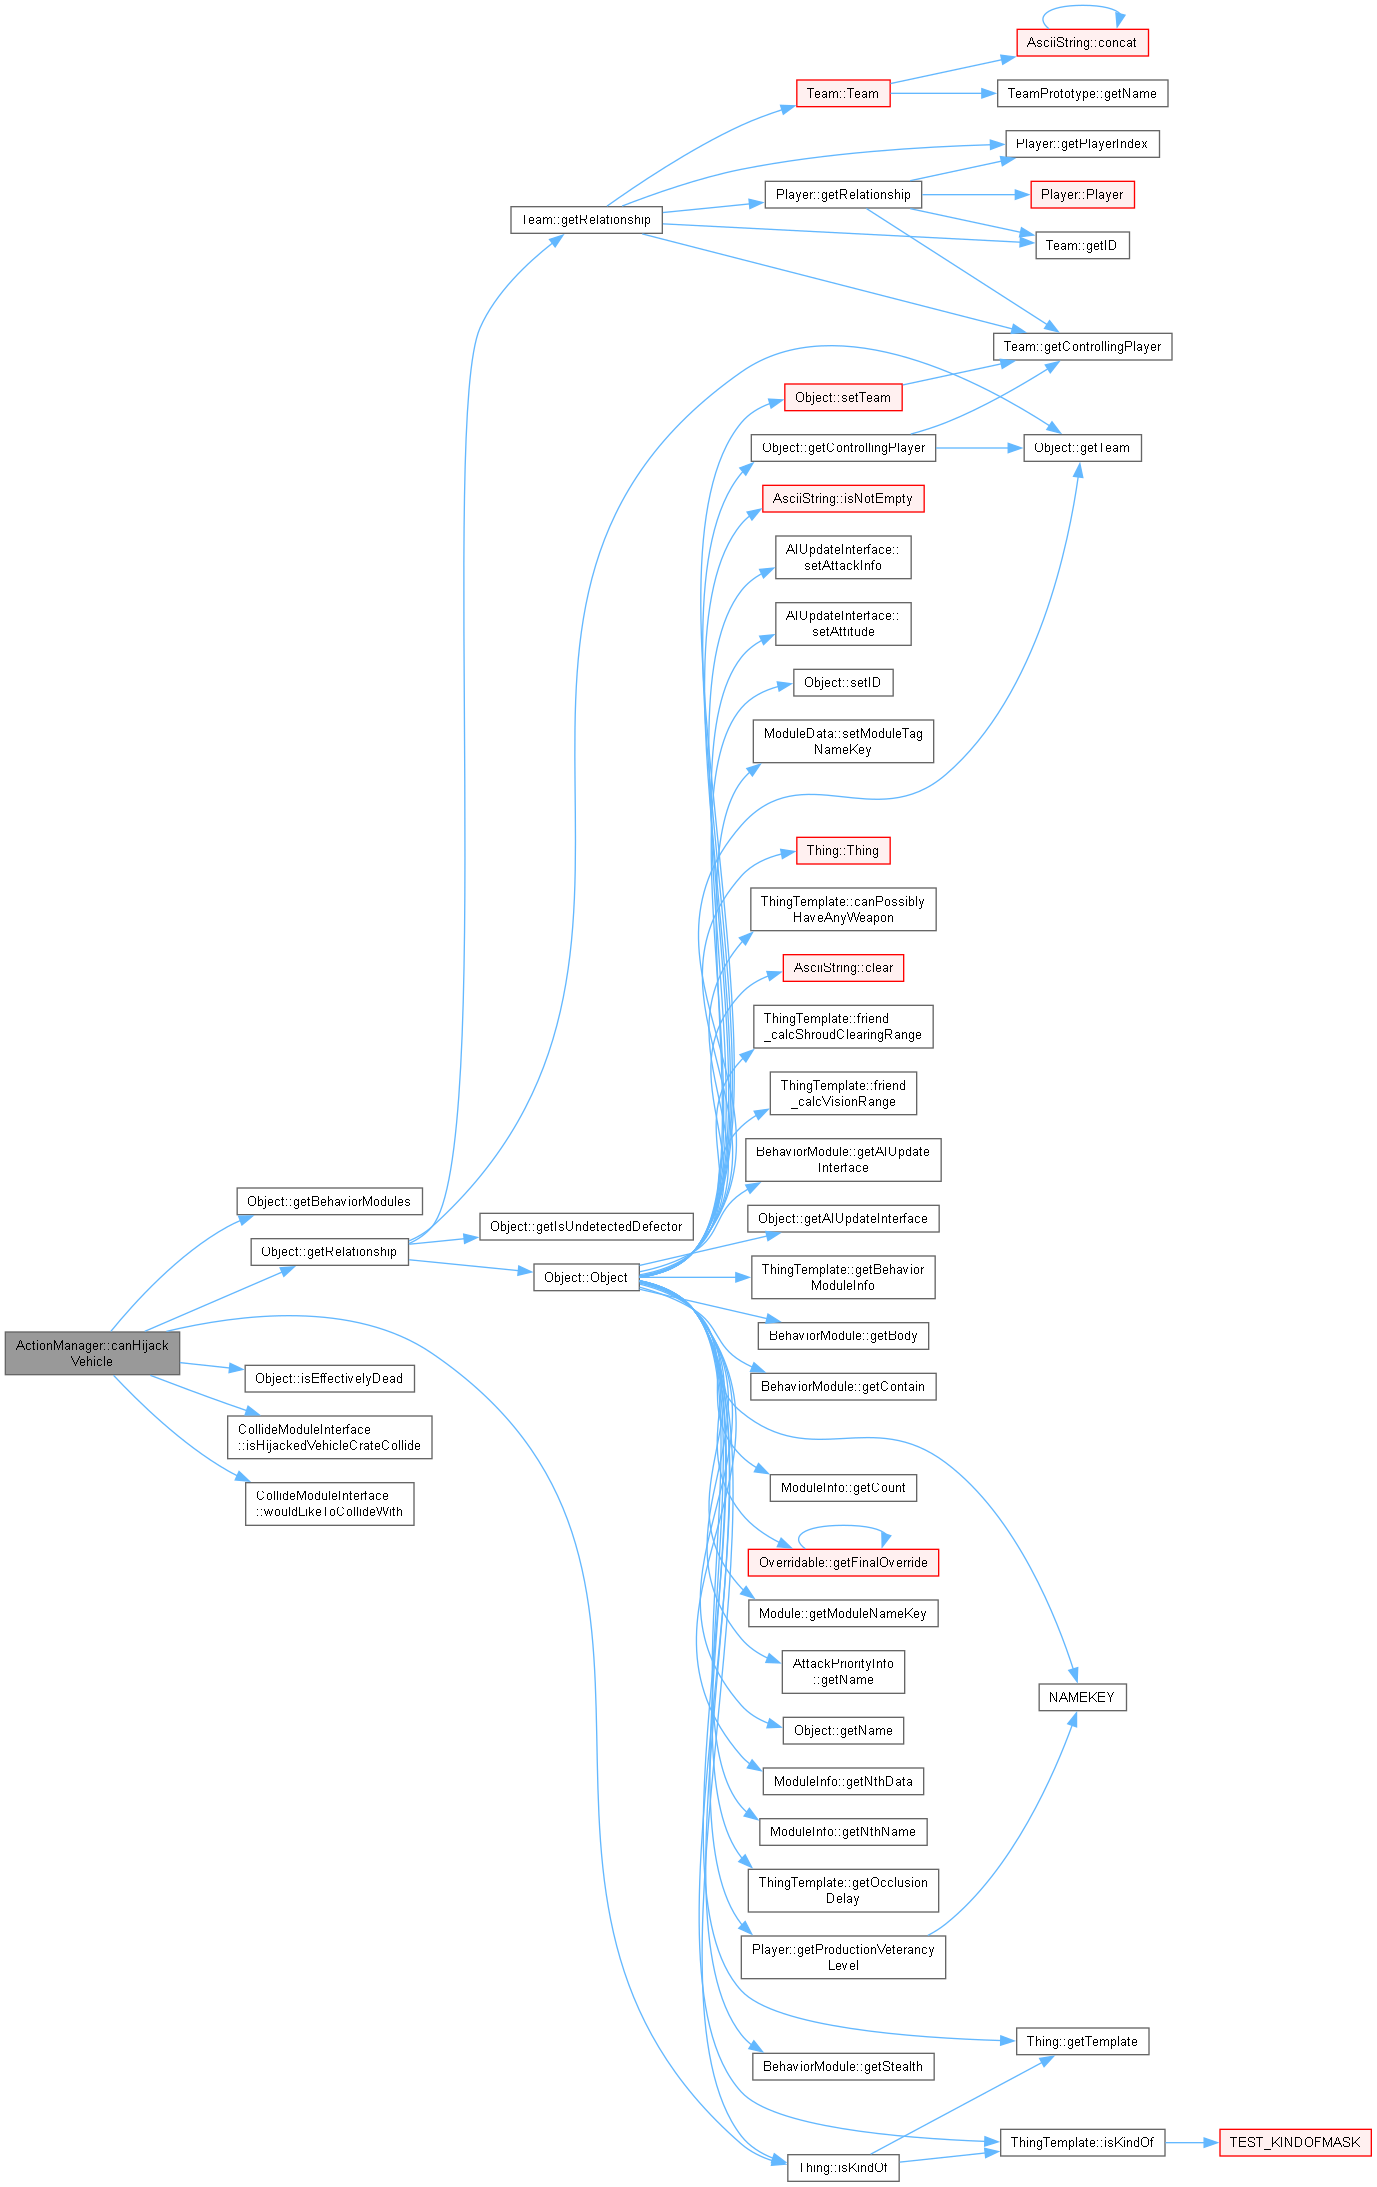 AsciiString::concat
Team::Team
TeamPrototype::getName
Player::getPlayerIndex
Player::getRelationship
Player::Player
Team::getRelationship
Team::getID
Team::getControllingPlayer
Object::setTeam
Object::getControllingPlayer
Object::getTeam
AsciiString::isNotEmpty
AIUpdateInterface::
setAttackInfo
AIUpdateInterface::
setAttitude
Object::setID
ModuleData::setModuleTag
NameKey
Thing::Thing
ThingTemplate::canPossibly
HaveAnyWeapon
AsciiString::clear
ThingTemplate::friend
_calcShroudClearingRange
ThingTemplate::friend
_calcVisionRange
BehaviorModule::getAIUpdate
Interface
Object::getBehaviorModules
Object::getIsUndetectedDefector
Object::getAIUpdateInterface
Object::getRelationship
Object::Object
ThingTemplate::getBehavior
ModuleInfo
BehaviorModule::getBody
ActionManager::canHijack
Vehicle
Object::isEffectivelyDead
BehaviorModule::getContain
CollideModuleInterface
::isHijackedVehicleCrateCollide
CollideModuleInterface
::wouldLikeToCollideWith
ModuleInfo::getCount
Overridable::getFinalOverride
Module::getModuleNameKey
AttackPriorityInfo
::getName
NAMEKEY
Object::getName
ModuleInfo::getNthData
ModuleInfo::getNthName
ThingTemplate::getOcclusion
Delay
Player::getProductionVeterancy
Level
Thing::getTemplate
BehaviorModule::getStealth
ThingTemplate::isKindOf
TEST_KINDOFMASK
Thing::isKindOf